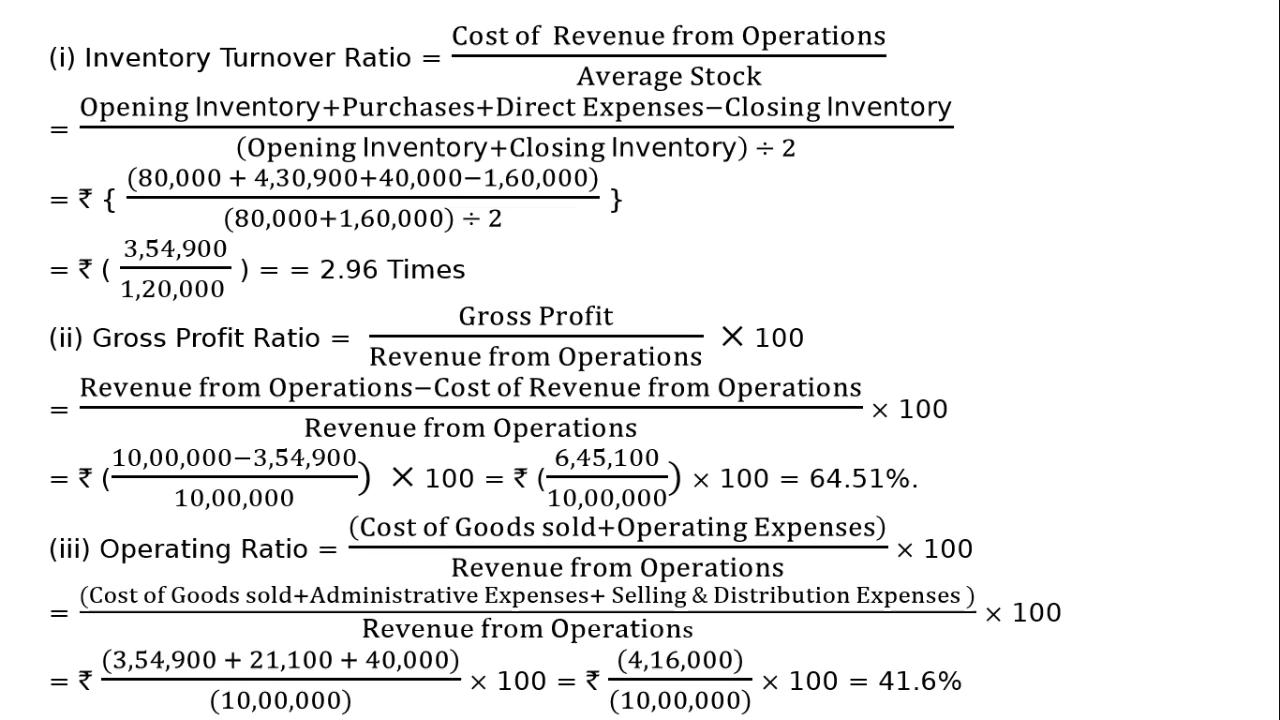 (i) Inventory Turnover Ratio = Cost of Revenue from Operations
Average Stock
= Opening Inventory+Purchases+Direct Expenses−Closing Inventory
(Opening Inventory+Closing Inventory) ÷ 2
= ₹ { (80,000 + 4,30,900+40,000−1,60,000)
(80,000+1,60,000) ÷ 2 }
= ₹ ( 3,54,900
1,20,000 ) = = 2.96 Times
(ii) Gross Profit Ratio = Gross Profit
Revenue from Operations × 100
= Revenue from Operations−Cost of Revenue from Operations
Revenue from Operations × 100
= ₹ (10,00,000−3,54,900
10,00,000 ) × 100 = ₹ (6,45,100
10,00,000) × 100 = 64.51%.
(iii) Operating Ratio = (Cost of Goods sold+Operating Expenses)
Revenue from Operations × 100
= (Cost of Goods sold+Administrative Expenses+ Selling & Distribution Expenses )
Revenue from Operations × 100
= ₹ (3,54,900 + 21,100 + 40,000)
(10,00,000) × 100 = ₹ (4,16,000)
(10,00,000) × 100 = 41.6%